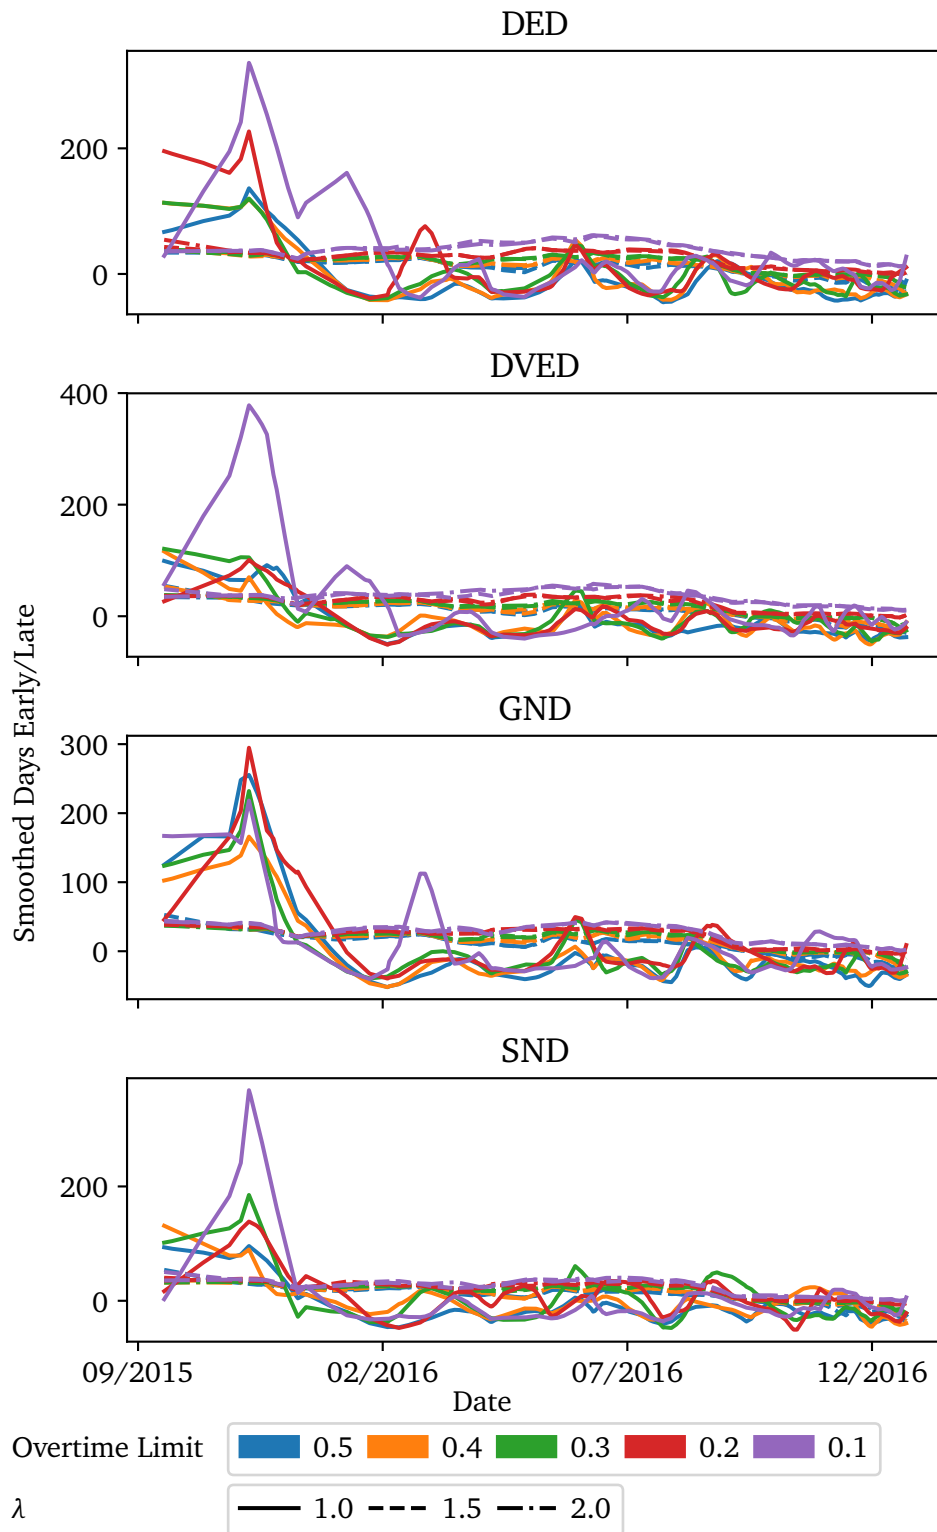 DED
200
0
DVED
400
200
0
Smoothed Days Early/Late
GND
300
200
100
0
SND
200
0
09/2015 02/2016 07/2016 12/2016
Date
Overtime Limit 0.5 0.4 0.3 0.2 0.1
λ 1.0 1.5 2.0